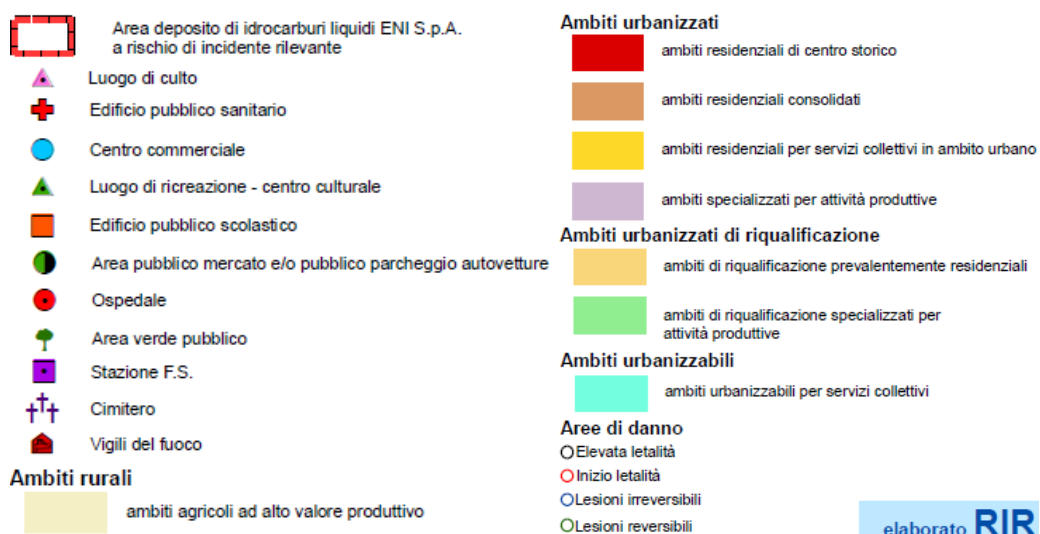 Area deposito di idrocarburi liquidi ENI S.p.A.
a rischio di incidente rilevante
Luogo di culto
Edificio pubblico sanitario
Centro commerciale
Luogo di ricreazione - centro culturale
Edificio pubblico scolastico
Area pubblico mercato e/o pubblico parcheggio autovetture
Ospedale
Area verde pubblico
Stazione F.S.
Cimitero
Vigili del fuoco
Ambiti rurali
ambiti agricoli ad alto valore produttivo
Ambiti urbanizzati
ambiti residenziali di centro storico
ambiti residenziali consolidati
ambiti residenziali per servizi collettivi in ambito urbano
ambiti specializzati per attività produttive
Ambiti urbanizzati di riqualificazione
ambiti di riqualificazione prevalentemente residenziali
ambiti di riqualificazione specializzati per
attività produttive
Ambiti urbanizzabili
ambiti urbanizzabili per servizi collettivi
Aree di danno
Elevata letalità
Inizio letalità
Lesioni irreversibili
Lesioni reversibili
elaborato RIR